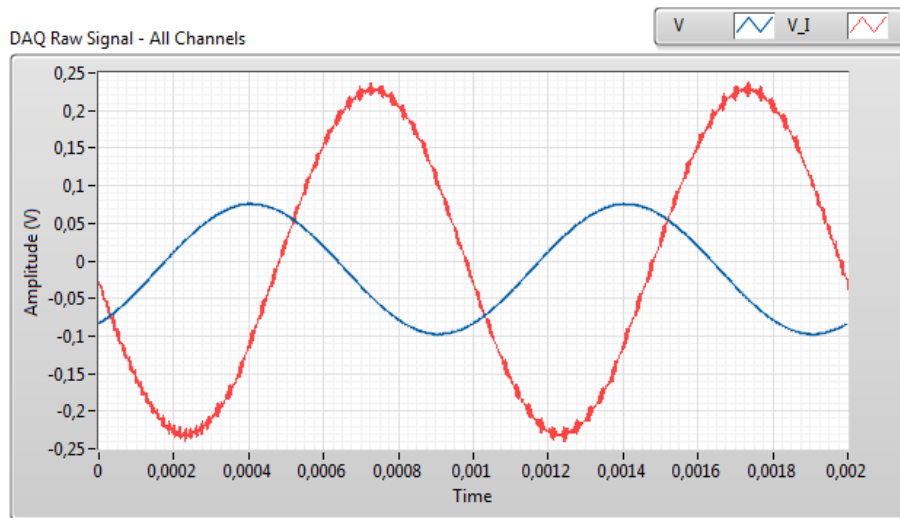 V V_I
DAQ Raw Signal - All Channels
Amplitude (V)
0,25
0,2
0,15
0,1
0,05
0
-0,05
-0,1
-0,15
-0,2
-0,25
0 0,0002 0,0004 0,0006 0,0008 0,001 0,0012 0,0014 0,0016 0,0018 0,002
Time